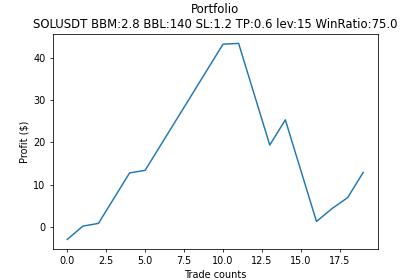 Portfolio
SOLUSDT BBM:2.8 BBL:140 SL:1.2 TP:0.6 lev:15 WinRatio:75.0
Profit ($)
40
30
20
10
0
0.0 2.5 5.0 7.5 10.0 12.5 15.0 17.5
Trade counts